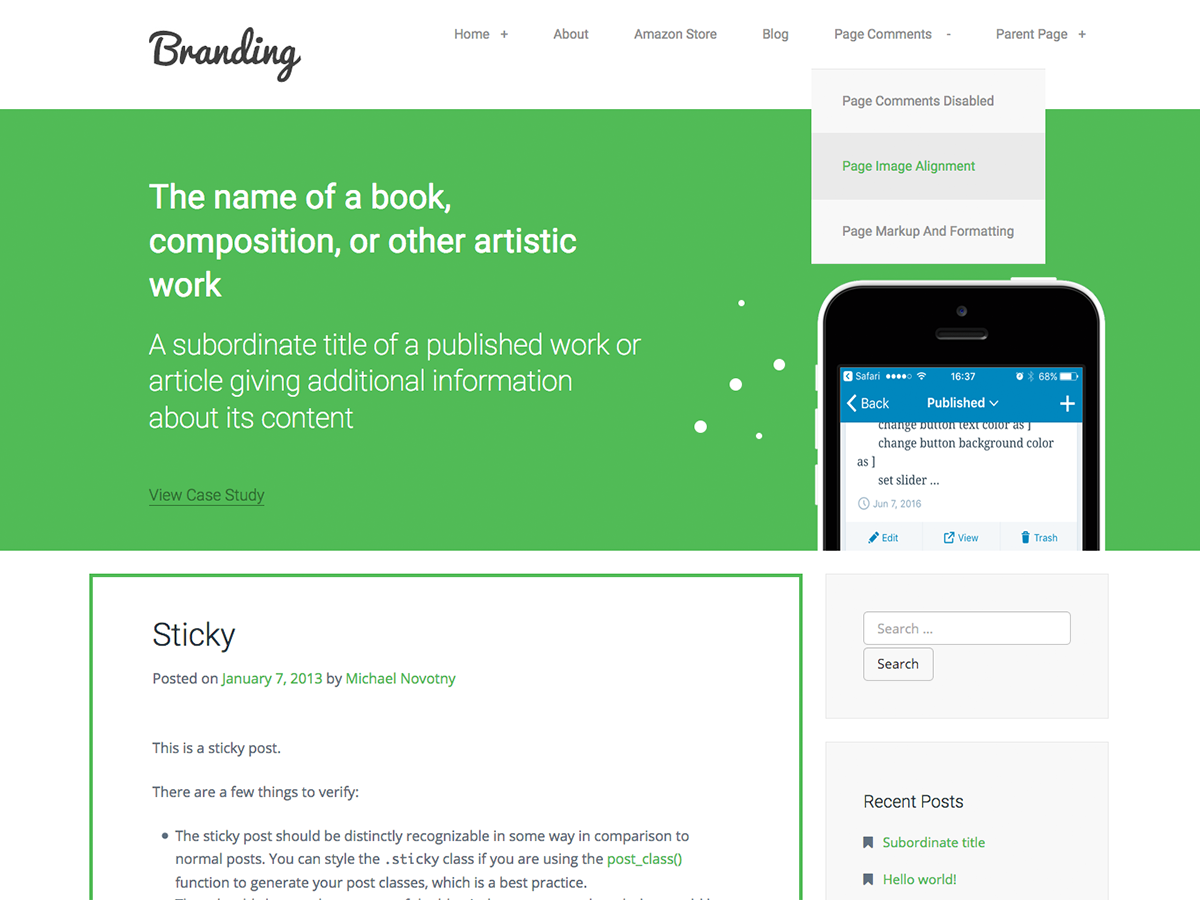 Branding
Home +
About
Amazon Store
Blog
Page Comments -
Parent Page +
Page Comments Disabled
Page Image Alignment
Page Markup And Formatting
The name of a book,
composition, or other artistic
work
A subordinate title of a published work or
article giving additional information
about its content
View Case Study
Safari 16:37 68%
Back Published +
change button text color as ]
change button background color
as ]
set slider ...
Jun 7, 2016
Edit View Trash
Sticky
Posted on January 7, 2013 by Michael Novotny
This is a sticky post.
There are a few things to verify:
The sticky post should be distinctly recognizable in some way in comparison to
normal posts. You can style the .sticky class if you are using the post_class()
function to generate your post classes, which is a best practice.
Search ...
Search
Recent Posts
Subordinate title
Hello world!